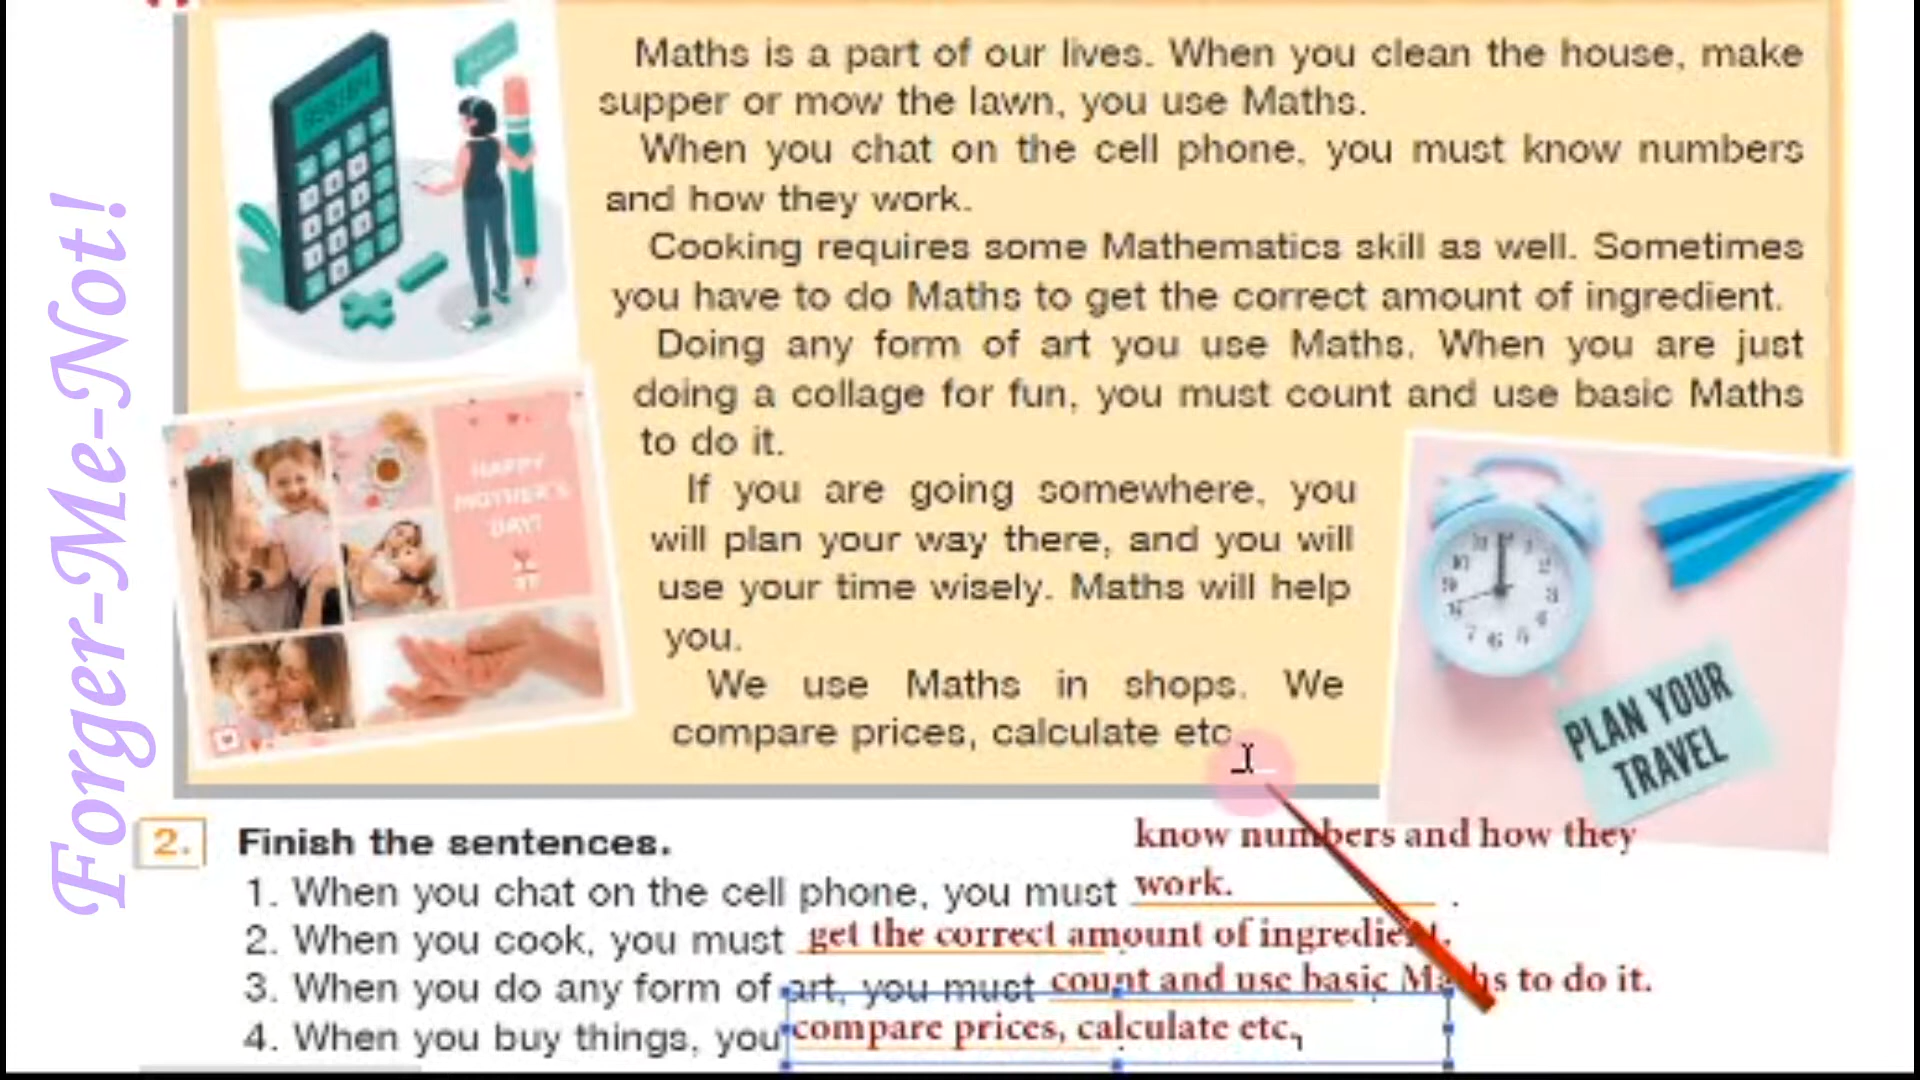 Forger-Me-Not!
Maths is a part of our lives. When you clean the house, make
supper or mow the lawn, you use Maths.
When you chat on the cell phone, you must know numbers
and how they work.
Cooking requires some Mathematics skill as well. Sometimes
you have to do Maths to get the correct amount of ingredient.
Doing any form of art you use Maths. When you are just
doing a collage for fun, you must count and use basic Maths
to do it.
If you are going somewhere, you
will plan your way there, and you will
use your time wisely. Maths will help
you.
We use Maths in shops. We
compare prices, calculate etc.
HAPPY
MOTHER'S
DAY!
PLAN YOUR
TRAVEL
2. Finish the sentences.
know numbers and how they
1. When you chat on the cell phone, you must work. .
2. When you cook, you must get the correct amount of ingredient.
3. When you do any form of art, you must count and use basic Maths to do it.
4. When you buy things, you compare prices, calculate etc,